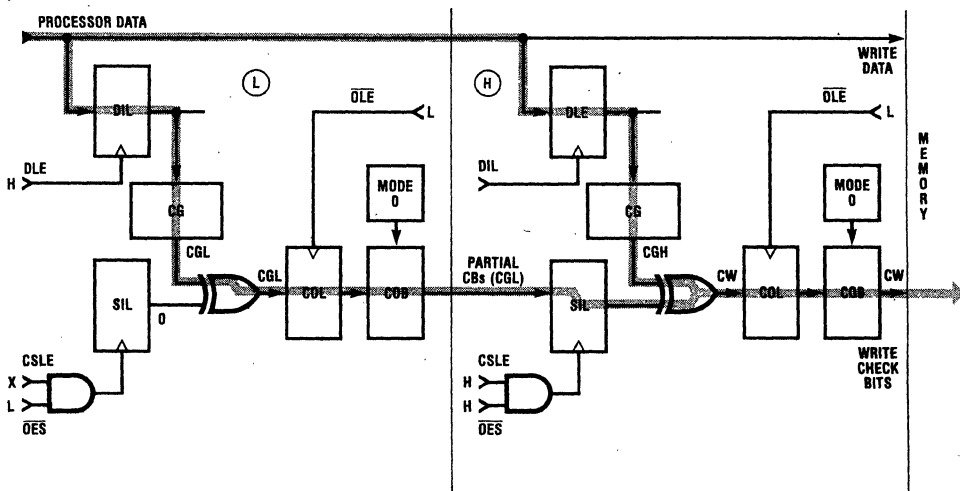 PROCESSOR DATA
WRITE
DATA
L
H
DIL
DLE
OLE
L
OLE
L
DLE
H
DIL
MODE
0
MODE
0
CG
CG
CGL
CGH
SIL
0
CGL
COL
COB
PARTIAL
CBs (CGL)
SIL
CW
COL
COB
CW
CSLE
X
L
OES
CSLE
H
H
OES
WRITE
CHECK
BITS
MEMORY